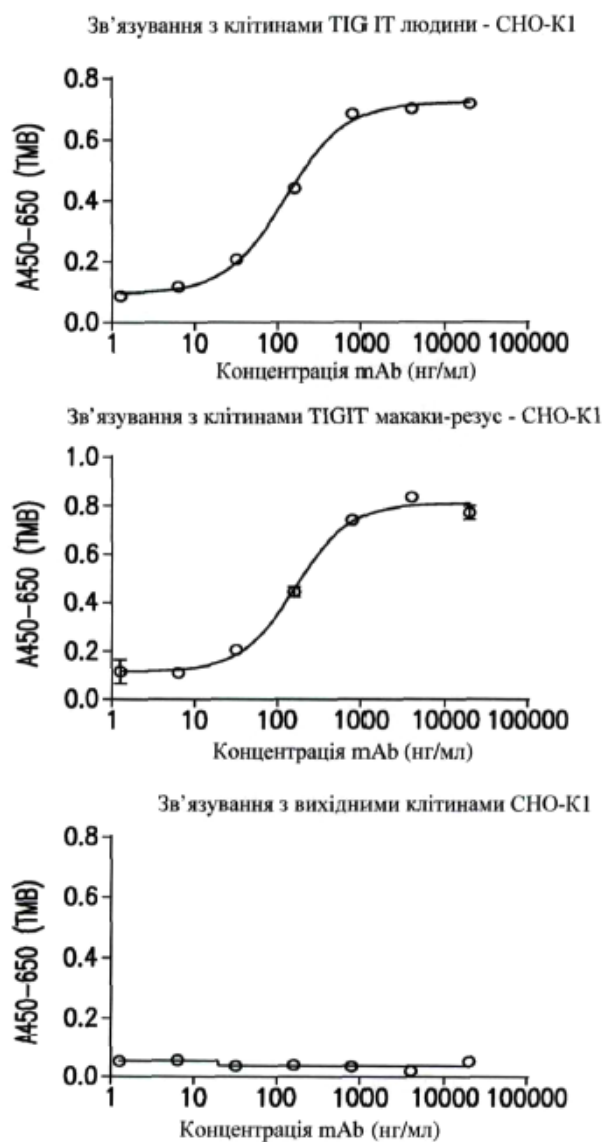 Зв’язування з клітинами TIG IT людини - CHO-K1
0.8
0.6
0.4
0.2
0.0
A450-650 (TMB)
1 10 100 1000 10000 100000
Концентрація mAb (нг/мл)
Зв’язування з клітинами TIGIT макаки-резус - CHO-K1
1.0
0.8
0.6
0.4
0.2
0.0
A450-650 (TMB)
1 10 100 1000 10000 100000
Концентрація mAb (нг/мл)
Зв’язування з вихідними клітинами CHO-K1
0.8
0.6
0.4
0.2
0.0
A450-650 (TMB)
1 10 100 1000 10000 100000
Концентрація mAb (нг/мл)